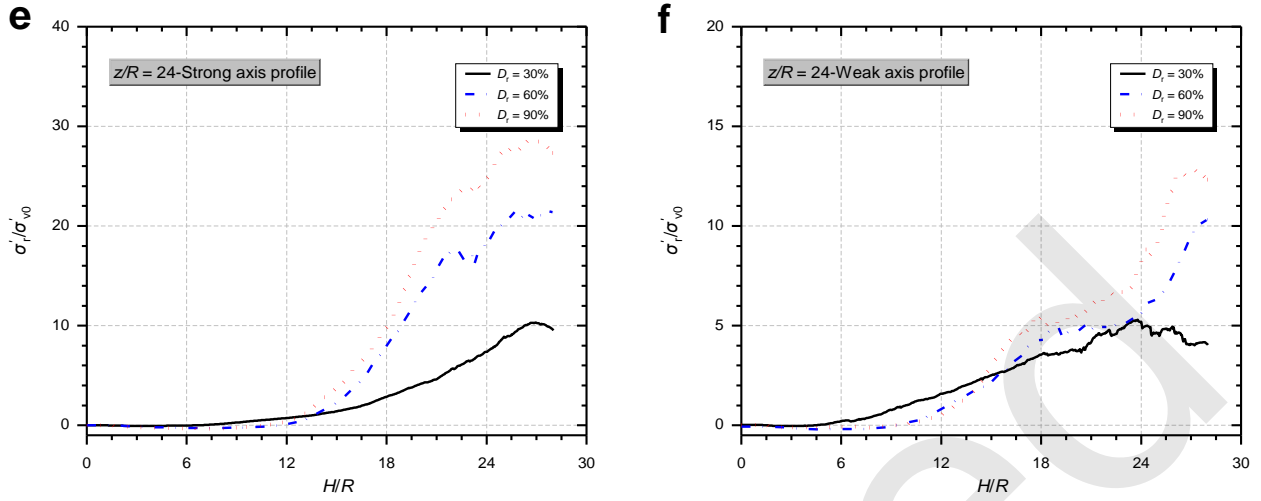 e
z/R = 24-Strong axis profile
Dr = 30%
Dr = 60%
Dr = 90%
40
30
20
10
0
σ′r/σ′v0
0 6 12 18 24 30
H/R
f
z/R = 24-Weak axis profile
Dr = 30%
Dr = 60%
Dr = 90%
20
15
10
5
0
σ′r/σ′v0
0 6 12 18 24 30
H/R